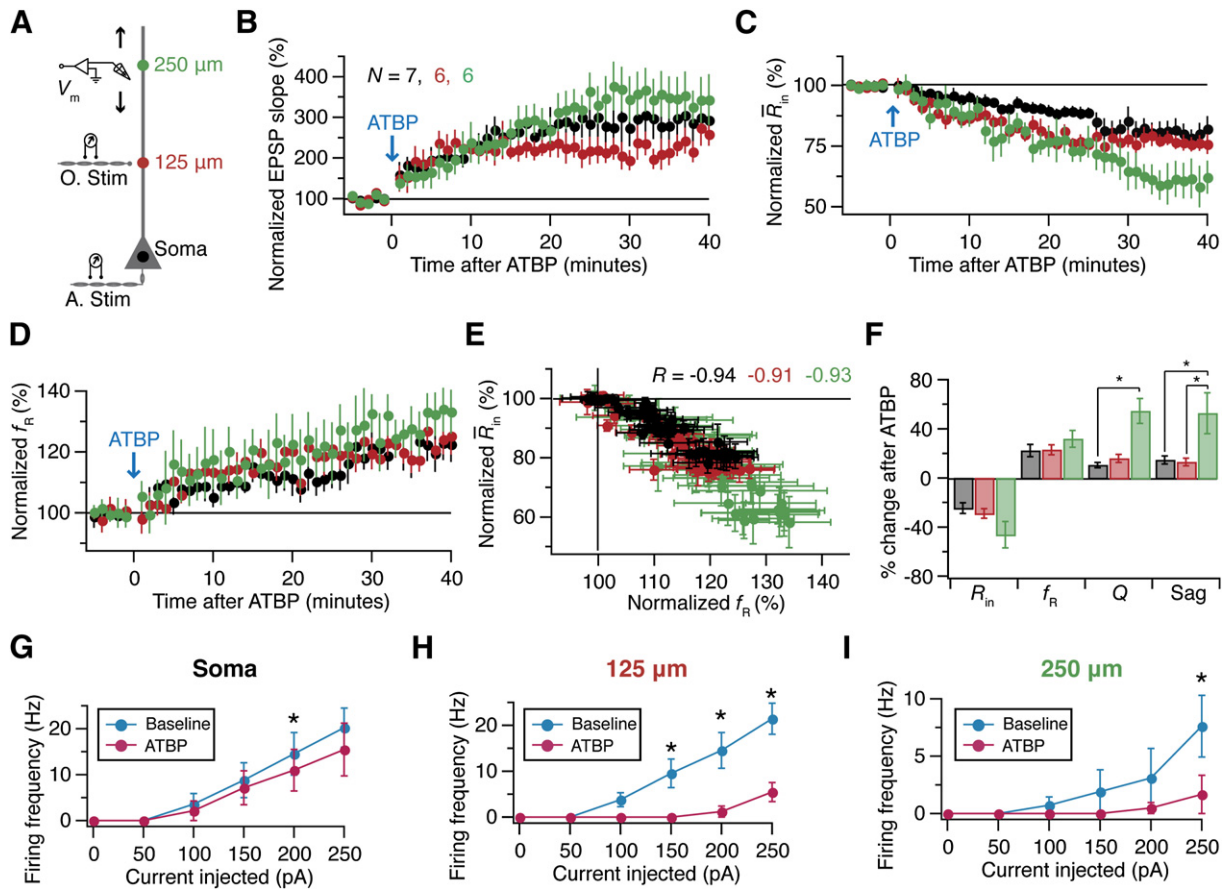 A
250 µm
Vm
125 µm
O. Stim
Soma
A. Stim
B
Normalized EPSP slope (%)
400
300
200
100
N = 7, 6, 6
ATBP
0 10 20 30 40
Time after ATBP (minutes)
C
Normalized R̅in (%)
100
75
50
ATBP
0 10 20 30 40
Time after ATBP (minutes)
D
Normalized fR (%)
140
120
100
ATBP
0 10 20 30 40
Time after ATBP (minutes)
E
Normalized R̅in (%)
100
80
60
R = -0.94 -0.91 -0.93
100 110 120 130 140
Normalized fR (%)
F
% change after ATBP
80
40
0
-40
-80
*
*
*
Rin fR Q Sag
G
Soma
Firing frequency (Hz)
20
10
0
Baseline
ATBP
*
0 50 100 150 200 250
Current injected (pA)
H
125 µm
Firing frequency (Hz)
20
10
0
Baseline
ATBP
* * *
0 50 100 150 200 250
Current injected (pA)
I
250 µm
Firing frequency (Hz)
10
5
0
Baseline
ATBP
*
0 50 100 150 200 250
Current injected (pA)